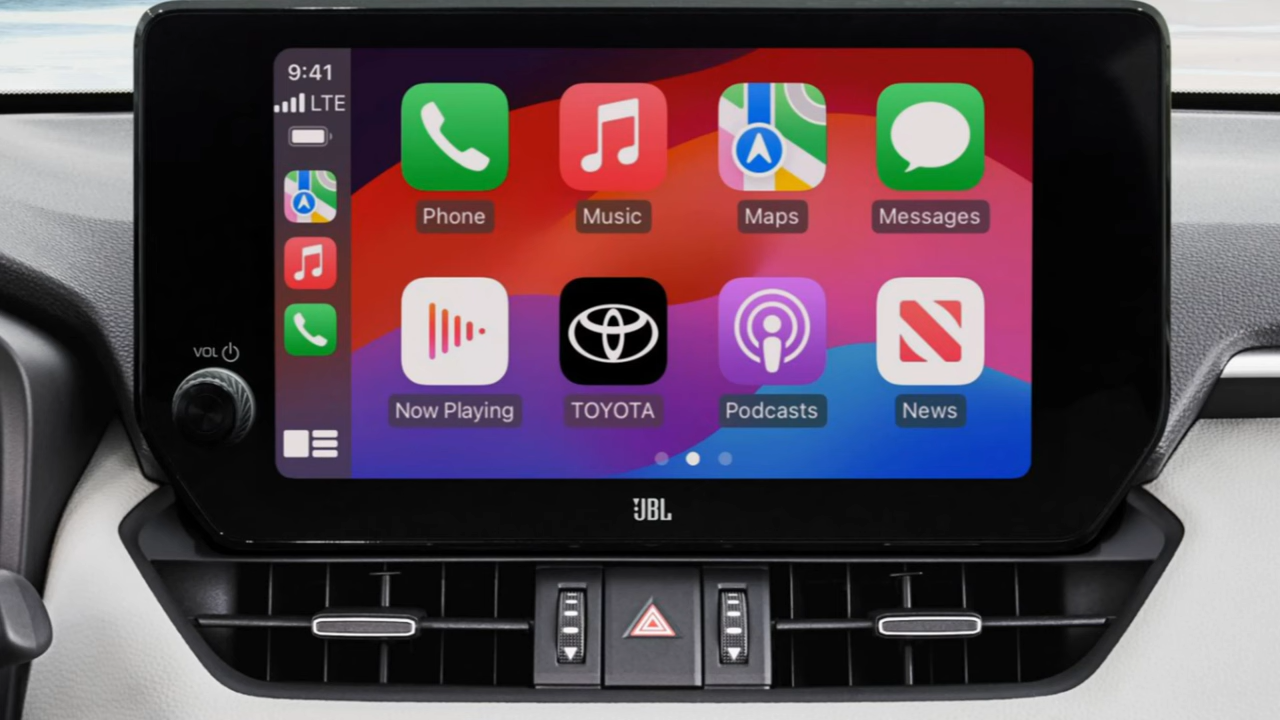 9:41
LTE
Phone
Music
Maps
Messages
Now Playing
TOYOTA
Podcasts
News
VOL
JBL